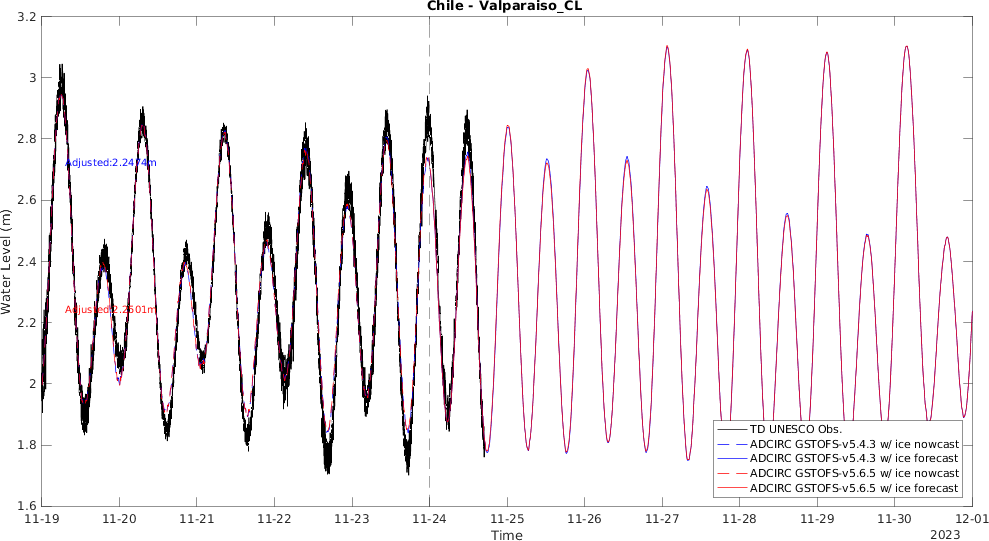 Chile - Valparaiso_CL
3.2
3
2.8
2.6
2.4
2.2
2
1.8
1.6
Water Level (m)
Adjusted:2.2474m
Adjusted:2.2601m
TD UNESCO Obs.
ADCIRC GSTOFS-v5.4.3 w/ ice nowcast
ADCIRC GSTOFS-v5.4.3 w/ ice forecast
ADCIRC GSTOFS-v5.6.5 w/ ice nowcast
ADCIRC GSTOFS-v5.6.5 w/ ice forecast
11-19 11-20 11-21 11-22 11-23 11-24 11-25 11-26 11-27 11-28 11-29 11-30 12-01
Time
2023